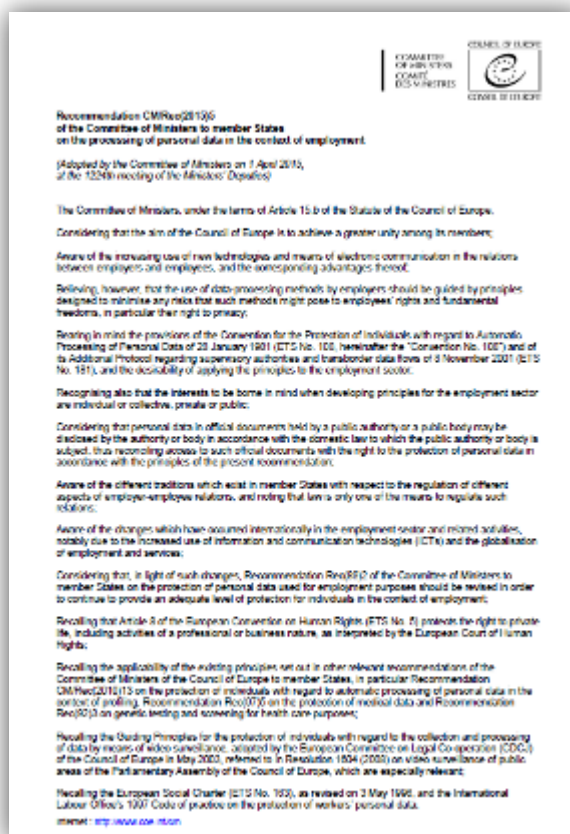 COMMITTEE
OF MINISTERS
COMITÉ
DES MINISTRES
COUNCIL OF EUROPE
CONSEIL DE L'EUROPE
Recommendation CM/Rec(2015)5
of the Committee of Ministers to member States
on the processing of personal data in the context of employment
(Adopted by the Committee of Ministers on 1 April 2015,
at the 1224th meeting of the Ministers' Deputies)
The Committee of Ministers, under the terms of Article 15.b of the Statute of the Council of Europe,
Considering that the aim of the Council of Europe is to achieve a greater unity among its members;
Aware of the increasing use of new technologies and means of electronic communication in the relations
between employers and employees, and the corresponding advantages thereof;
Believing, however, that the use of data-processing methods by employers should be guided by principles
designed to minimise any risks that such methods might pose to employees' rights and fundamental
freedoms, in particular their right to privacy;
Bearing in mind the provisions of the Convention for the Protection of Individuals with regard to Automatic
Processing of Personal Data of 28 January 1981 (ETS No. 108, hereinafter the "Convention No. 108") and of
its Additional Protocol regarding supervisory authorities and transborder data flows of 8 November 2001 (ETS
No. 181), and the desirability of applying the principles to the employment sector;
Recognising also that the interests to be borne in mind when developing principles for the employment sector
are individual or collective, private or public;
Considering that personal data in official documents held by a public authority or a public body may be
disclosed by the authority or body in accordance with the domestic law to which the public authority or body is
subject, thus reconciling access to such official documents with the right to the protection of personal data in
accordance with the principles of the present recommendation;
Aware of the different traditions which exist in member States with respect to the regulation of different
aspects of employer-employee relations, and noting that law is only one of the means to regulate such
relations;
Aware of the changes which have occurred internationally in the employment sector and related activities,
notably due to the increased use of information and communication technologies (ICTs) and the globalisation
of employment and services;
Considering that, in light of such changes, Recommendation Rec(89)2 of the Committee of Ministers to
member States on the protection of personal data used for employment purposes should be revised in order
to continue to provide an adequate level of protection for individuals in the context of employment;
Recalling that Article 8 of the European Convention on Human Rights (ETS No. 5) protects the right to private
life, including activities of a professional or business nature, as interpreted by the European Court of Human
Rights;
Recalling the applicability of the existing principles set out in other relevant recommendations of the
Committee of Ministers of the Council of Europe to member States, in particular Recommendation
CM/Rec(2010)13 on the protection of individuals with regard to automatic processing of personal data in the
context of profiling, Recommendation Rec(97)5 on the protection of medical data and Recommendation
Rec(92)3 on genetic testing and screening for health care purposes;
Recalling the Guiding Principles for the protection of individuals with regard to the collection and processing
of data by means of video surveillance, adopted by the European Committee on Legal Co-operation (CDCJ)
of the Council of Europe in May 2003, referred to in Resolution 1604 (2008) on video surveillance of public
areas of the Parliamentary Assembly of the Council of Europe, which are especially relevant;
Recalling the European Social Charter (ETS No. 163), as revised on 3 May 1996, and the International
Labour Office's 1997 Code of practice on the protection of workers' personal data.
Internet :